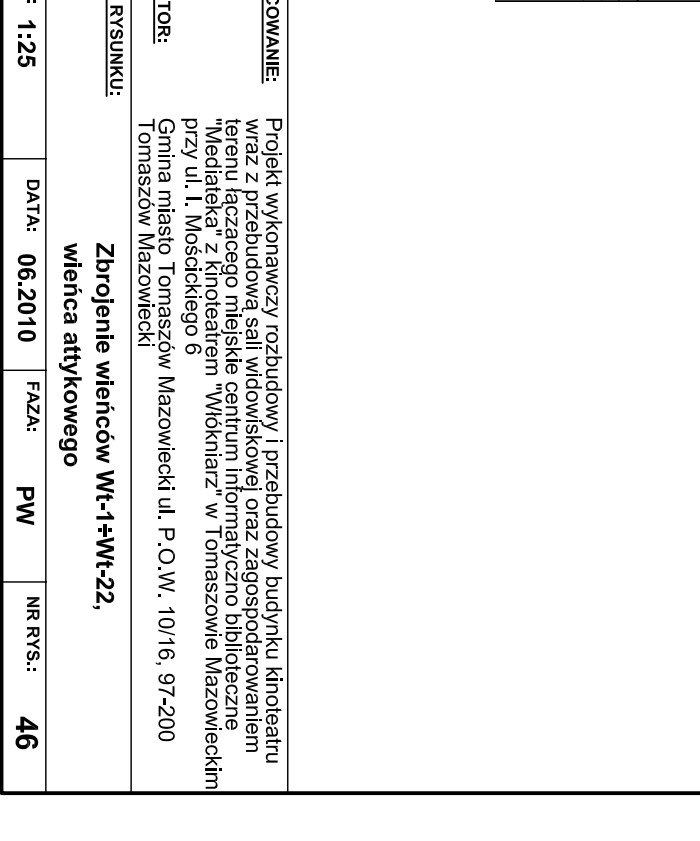 COWANIE:
Projekt wykonawczy rozbudowy i przebudowy budynku kinoteatru
wraz z przebudową sali widowiskowej oraz zagospodarowaniem
terenu łączacego miejskie centrum informatyczno biblioteczne
"Mediateka" z kinoteatrem "Włókniarz" w Tomaszowie Mazowieckim
przy ul. I. Mościckiego 6
TOR:
Gmina miasto Tomaszów Mazowiecki ul. P.O.W. 10/16, 97-200
Tomaszów Mazowiecki
RYSUNKU:
Zbrojenie wieńców Wt-1÷Wt-22,
wieńca attykowego
: 1:25 DATA: 06.2010 FAZA: PW NR RYS.: 46